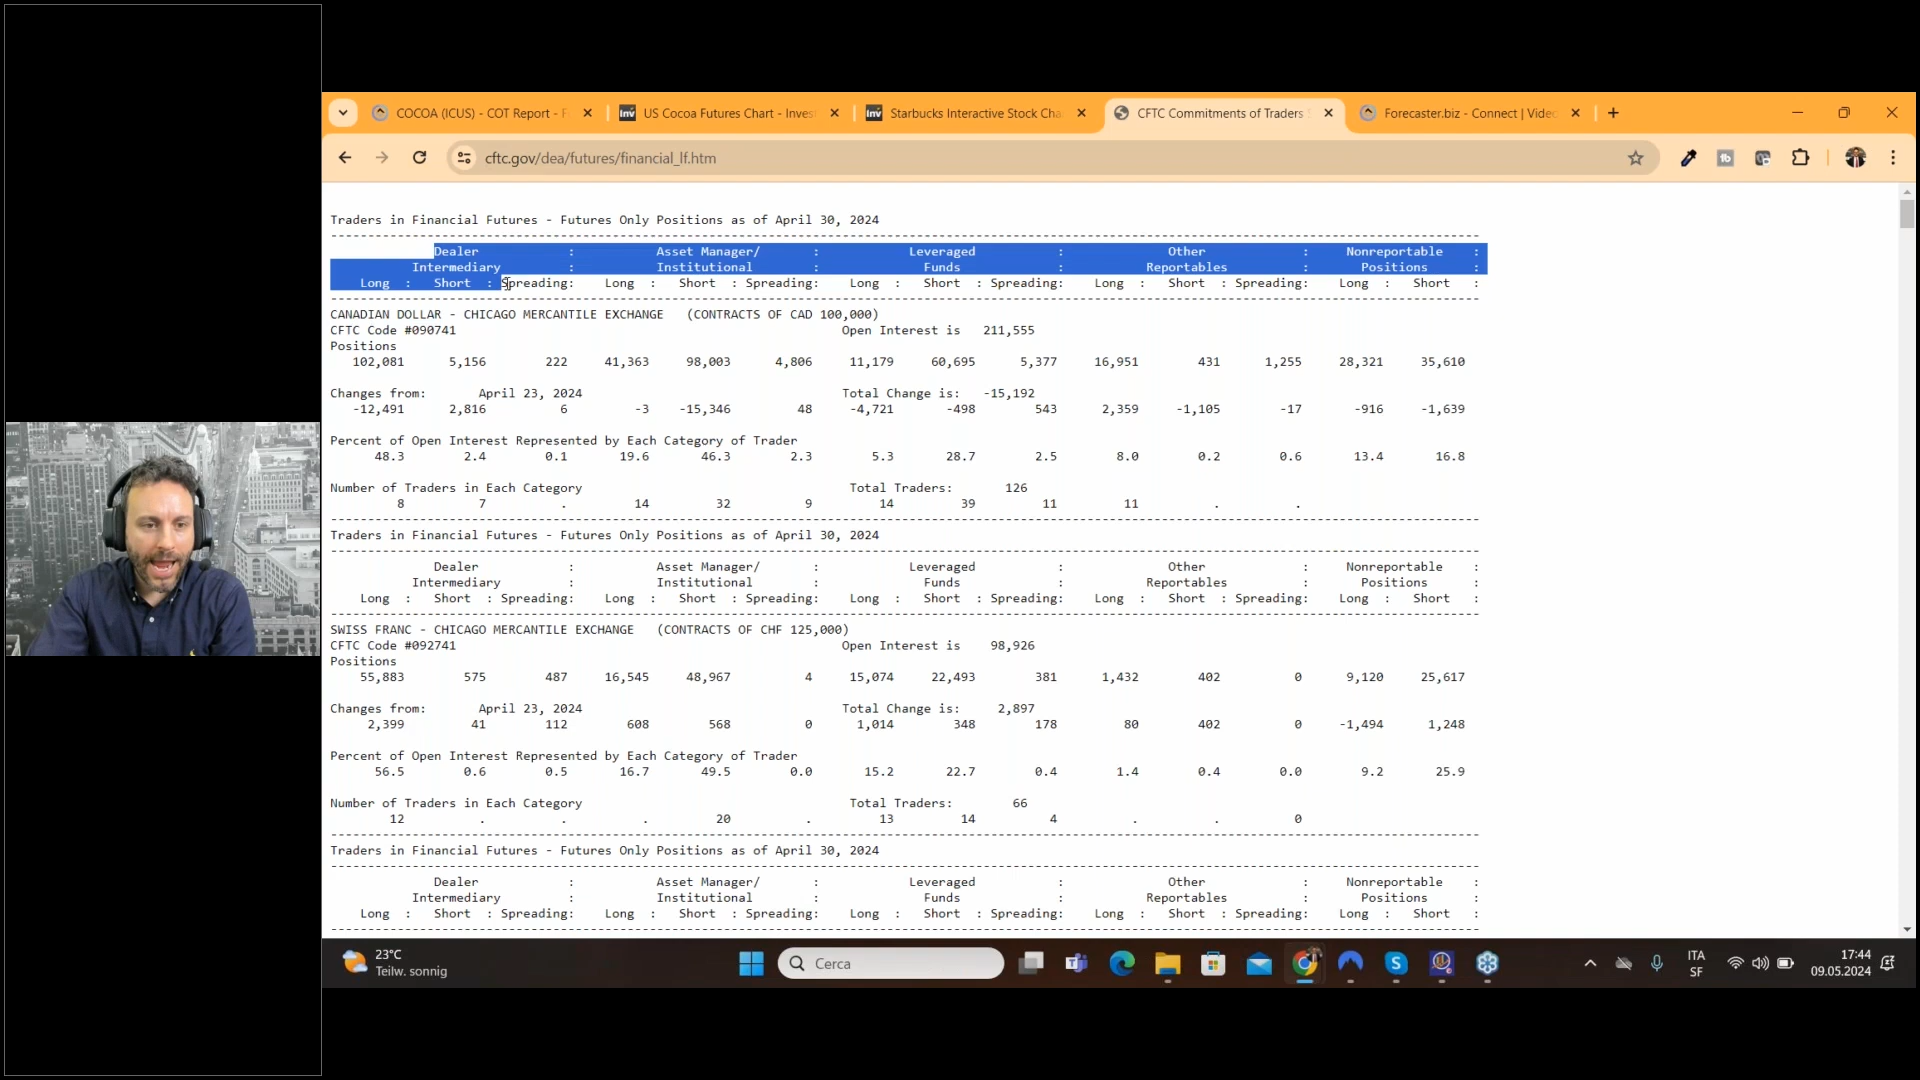 COCOA (ICUS) - COT Report - F
US Cocoa Futures Chart - Inves
Starbucks Interactive Stock Cha
CFTC Commitments of Traders S
Forecaster.biz - Connect | Video
cftc.gov/dea/futures/financial_lf.htm
Traders in Financial Futures - Futures Only Positions as of April 30, 2024
-----------------------------------------------------------------------------------------------------------------------------------------------------------
Dealer : Asset Manager/ : Leveraged : Other : Nonreportable :
Intermediary : Institutional : Funds : Reportables : Positions :
Long : Short : Spreading: Long : Short : Spreading: Long : Short : Spreading: Long : Short : Spreading: Long : Short :
-----------------------------------------------------------------------------------------------------------------------------------------------------------
CANADIAN DOLLAR - CHICAGO MERCANTILE EXCHANGE (CONTRACTS OF CAD 100,000)
CFTC Code #090741 Open Interest is 211,555
Positions
102,081 5,156 222 41,363 98,003 4,806 11,179 60,695 5,377 16,951 431 1,255 28,321 35,610
Changes from: April 23, 2024 Total Change is: -15,192
-12,491 2,816 6 -3 -15,346 48 -4,721 -498 543 2,359 -1,105 -17 -916 -1,639
Percent of Open Interest Represented by Each Category of Trader
48.3 2.4 0.1 19.6 46.3 2.3 5.3 28.7 2.5 8.0 0.2 0.6 13.4 16.8
Number of Traders in Each Category Total Traders: 126
8 7 . 14 32 9 14 39 11 11 . .
-----------------------------------------------------------------------------------------------------------------------------------------------------------
Traders in Financial Futures - Futures Only Positions as of April 30, 2024
-----------------------------------------------------------------------------------------------------------------------------------------------------------
Dealer : Asset Manager/ : Leveraged : Other : Nonreportable :
Intermediary : Institutional : Funds : Reportables : Positions :
Long : Short : Spreading: Long : Short : Spreading: Long : Short : Spreading: Long : Short : Spreading: Long : Short :
-----------------------------------------------------------------------------------------------------------------------------------------------------------
SWISS FRANC - CHICAGO MERCANTILE EXCHANGE (CONTRACTS OF CHF 125,000)
CFTC Code #092741 Open Interest is 98,926
Positions
55,883 575 487 16,545 48,967 4 15,074 22,493 381 1,432 402 0 9,120 25,617
Changes from: April 23, 2024 Total Change is: 2,897
2,399 41 112 608 568 0 1,014 348 178 80 402 0 -1,494 1,248
Percent of Open Interest Represented by Each Category of Trader
56.5 0.6 0.5 16.7 49.5 0.0 15.2 22.7 0.4 1.4 0.4 0.0 9.2 25.9
Number of Traders in Each Category Total Traders: 66
12 . . . 20 . 13 14 4 . . 0
-----------------------------------------------------------------------------------------------------------------------------------------------------------
Traders in Financial Futures - Futures Only Positions as of April 30, 2024
-----------------------------------------------------------------------------------------------------------------------------------------------------------
Dealer : Asset Manager/ : Leveraged : Other : Nonreportable :
Intermediary : Institutional : Funds : Reportables : Positions :
Long : Short : Spreading: Long : Short : Spreading: Long : Short : Spreading: Long : Short : Spreading: Long : Short :
-----------------------------------------------------------------------------------------------------------------------------------------------------------
23°C
Teilw. sonnig
Cerca
ITA
SF
17:44
09.05.2024